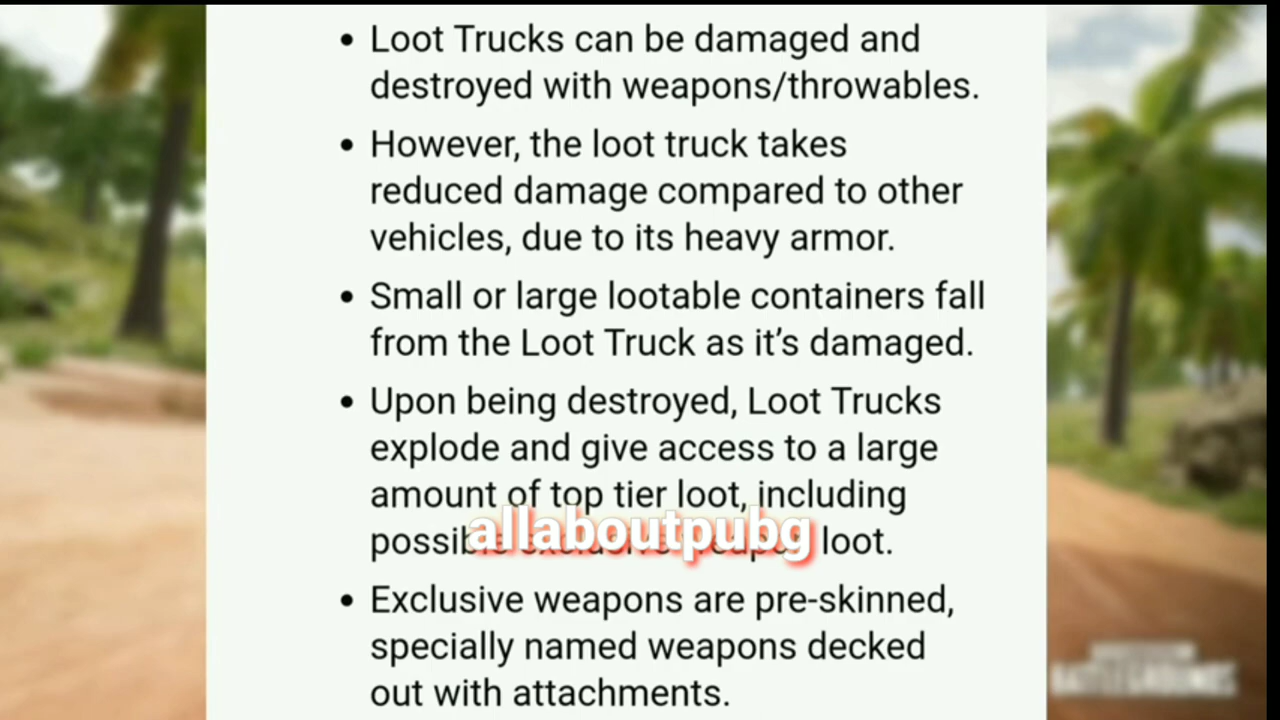 • Loot Trucks can be damaged and
destroyed with weapons/throwables.
• However, the loot truck takes
reduced damage compared to other
vehicles, due to its heavy armor.
• Small or large lootable containers fall
from the Loot Truck as it’s damaged.
• Upon being destroyed, Loot Trucks
explode and give access to a large
amount of top tier loot, including
loot.
allaboutpubg
• Exclusive weapons are pre-skinned,
specially named weapons decked
out with attachments.
BATTLEGROUNDS